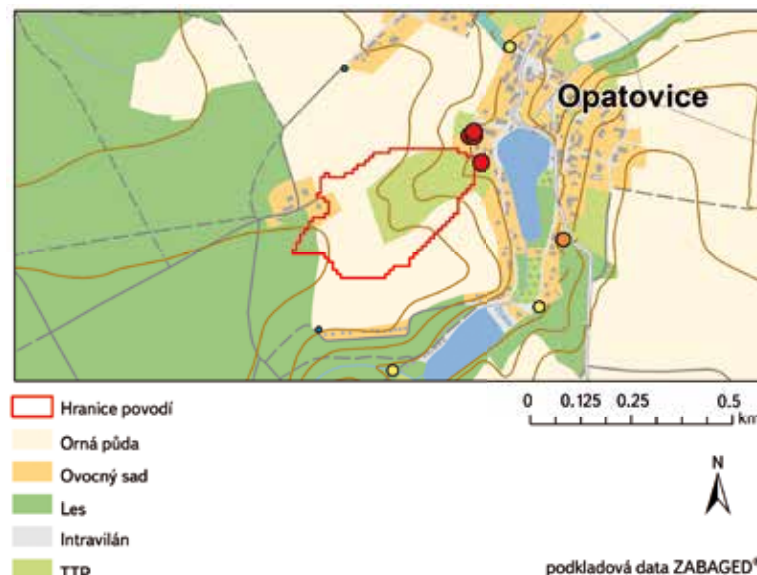 Opatovice
Hranice povodí
Orná půda
Ovocný sad
Les
Intravilán
TTP
0 0.125 0.25 0.5
km
N
podkladová data ZABAGED®